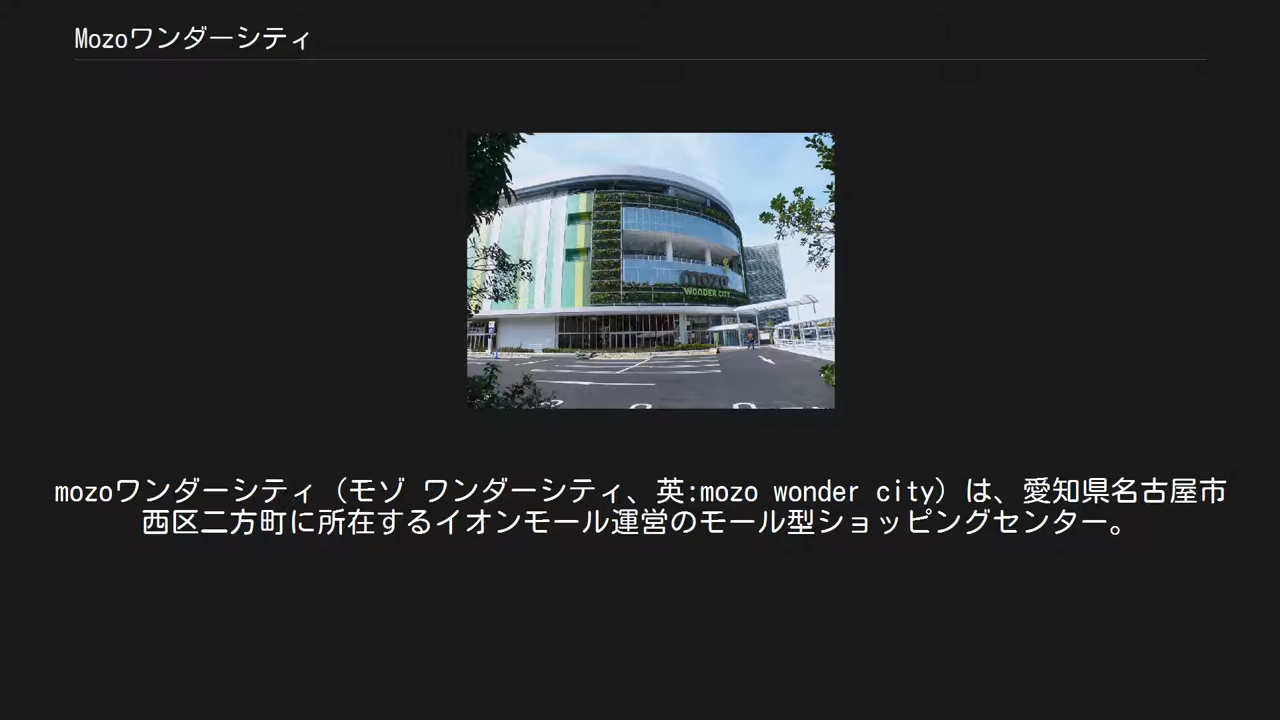 Mozoワンダーシティ
mozo
WONDER CITY
mozoワンダーシティ（モゾ ワンダーシティ、英:mozo wonder city）は、愛知県名古屋市
西区二方町に所在するイオンモール運営のモール型ショッピングセンター。